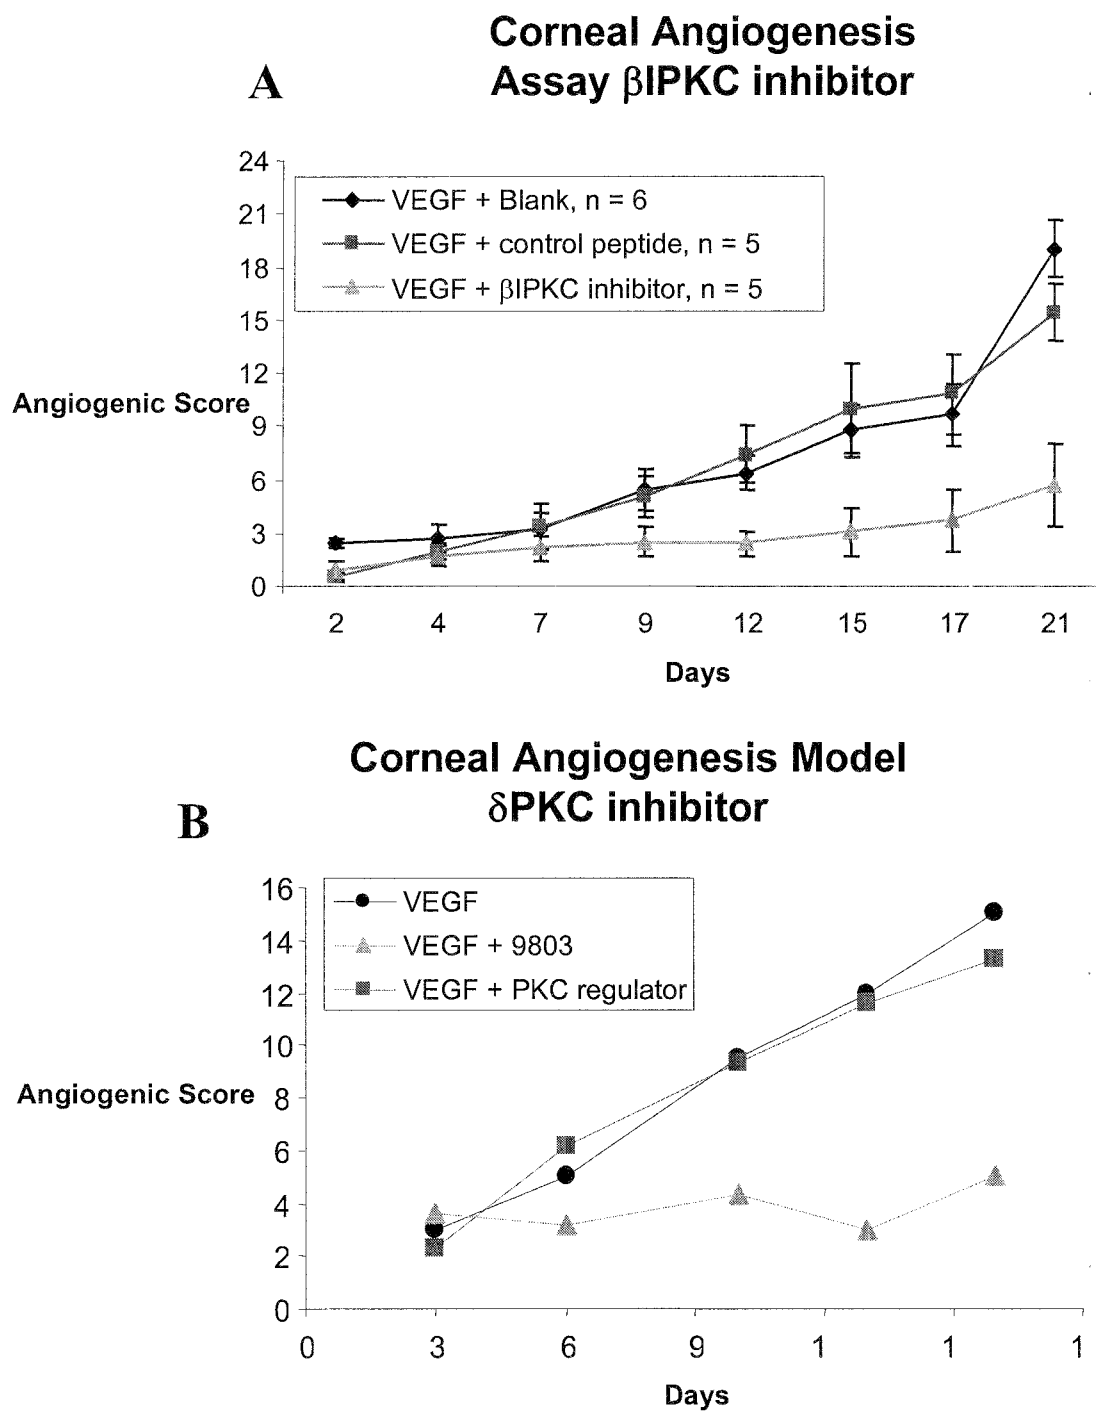 Corneal Angiogenesis
A
Assay βIPKC inhibitor
24
VEGF + Blank, n = 6
21
VEGF + control peptide, n = 5
18
VEGF + βIPKC inhibitor, n = 5
15
12
Angiogenic Score
9
6
3
0
2 4 7 9 12 15 17 21
Days
Corneal Angiogenesis Model
B
δPKC inhibitor
16
VEGF
14
VEGF + 9803
12
VEGF + PKC regulator
10
Angiogenic Score
8
6
4
2
0
0 3 6 9 1 1 1
Days